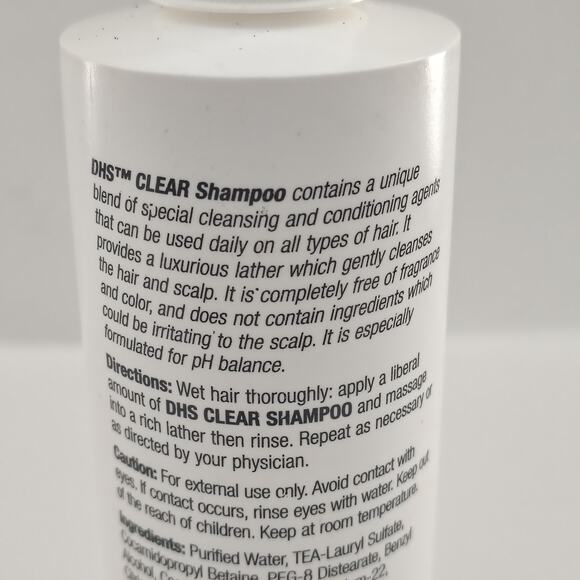 DHS™ CLEAR Shampoo contains a unique
blend of special cleansing and conditioning agents
that can be used daily on all types of hair. It
provides a luxurious lather which gently cleanses
the hair and scalp. It is completely free of fragrance
and color, and does not contain ingredients which
could be irritating to the scalp. It is especially
formulated for pH balance.
Directions: Wet hair thoroughly: apply a liberal
amount of DHS CLEAR SHAMPOO and massage
into a rich lather then rinse. Repeat as necessary or
as directed by your physician.
Caution: For external use only. Avoid contact with
eyes. If contact occurs, rinse eyes with water. Keep out
of the reach of children. Keep at room temperature.
Ingredients: Purified Water, TEA-Lauryl Sulfate,
Cocamidopropyl Betaine, PEG-8 Distearate, Benzyl
Alcohol,